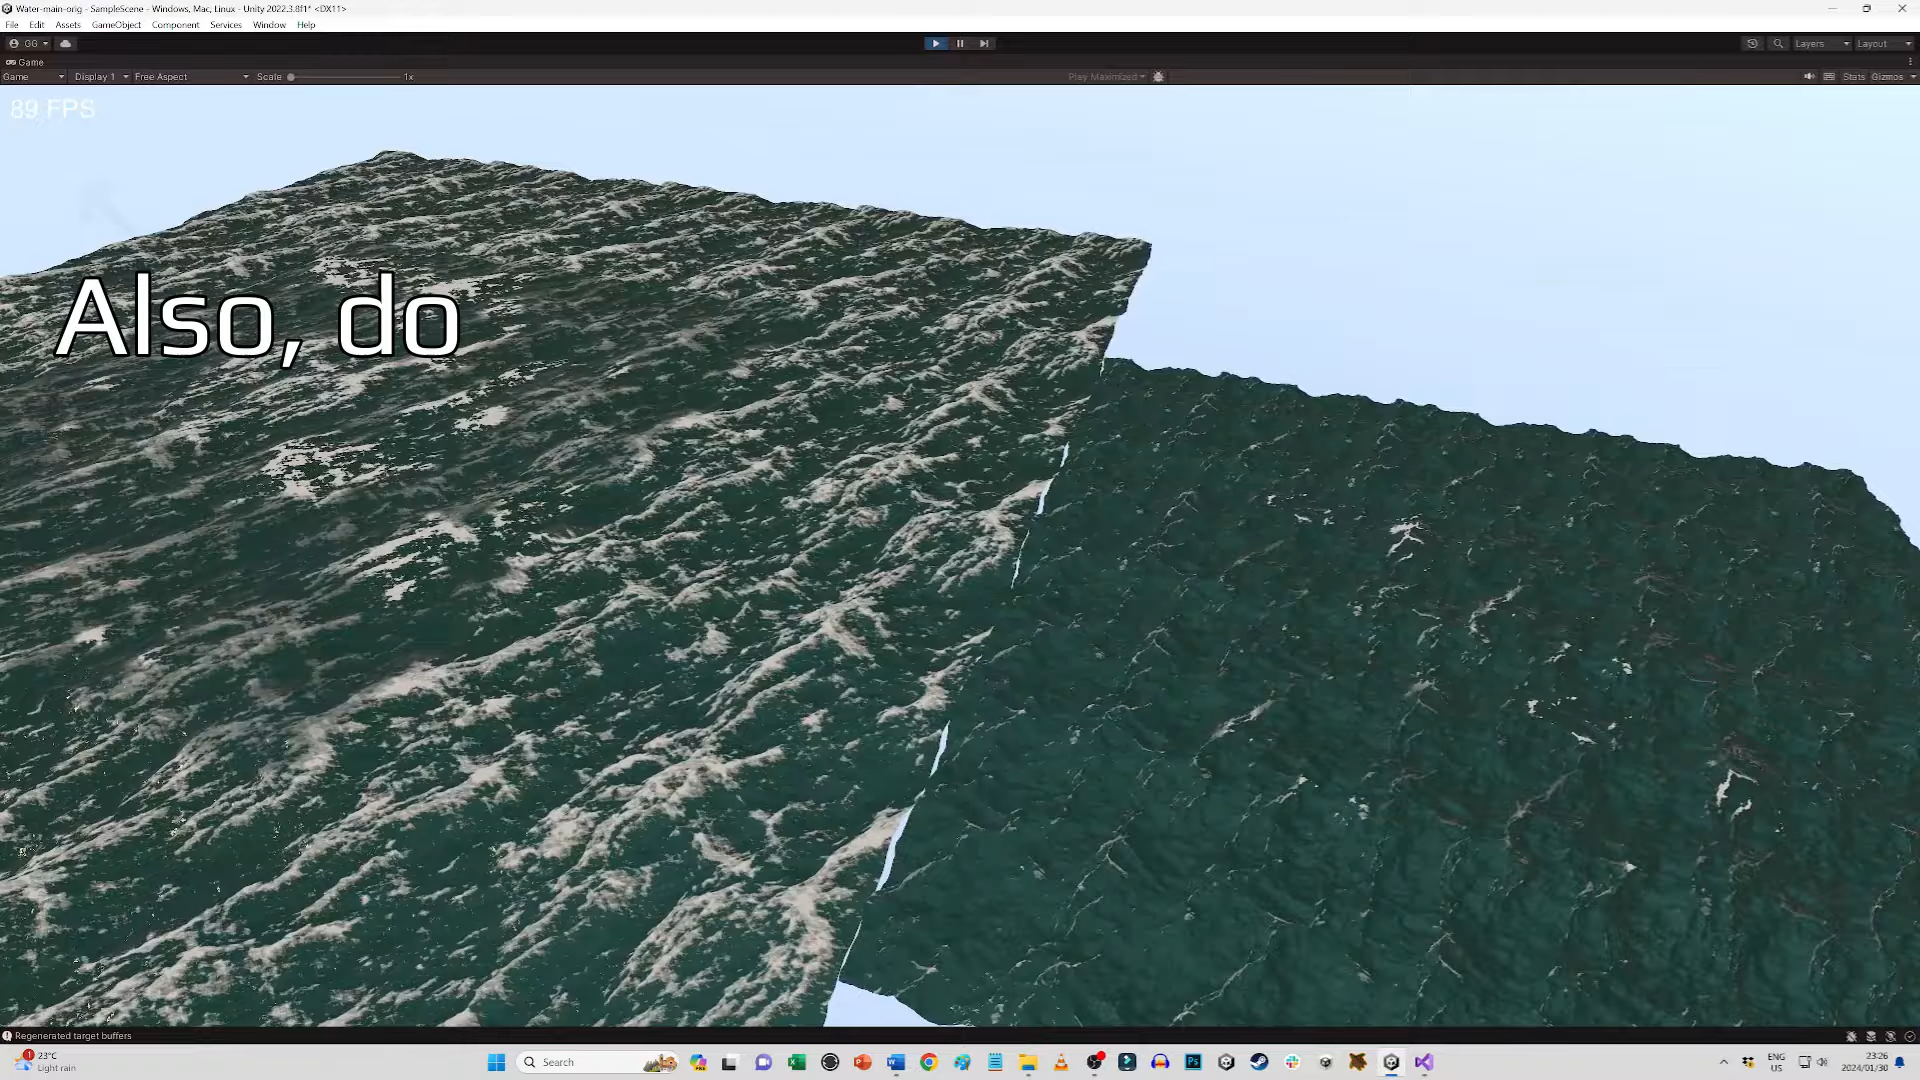 Water-main-orig - SampleScene - Windows, Mac, Linux - Unity 2022.3.8f1* <DX11>
File Edit Assets GameObject Component Services Window Help
GG Layers Layout
Game
Game Display 1 Free Aspect Scale 1x Play Maximized Stats Gizmos
89 FPS
Also, do
Regenerated target buffers
1 23°C
Light rain
Search
ENG
US
23:26
2024/01/30